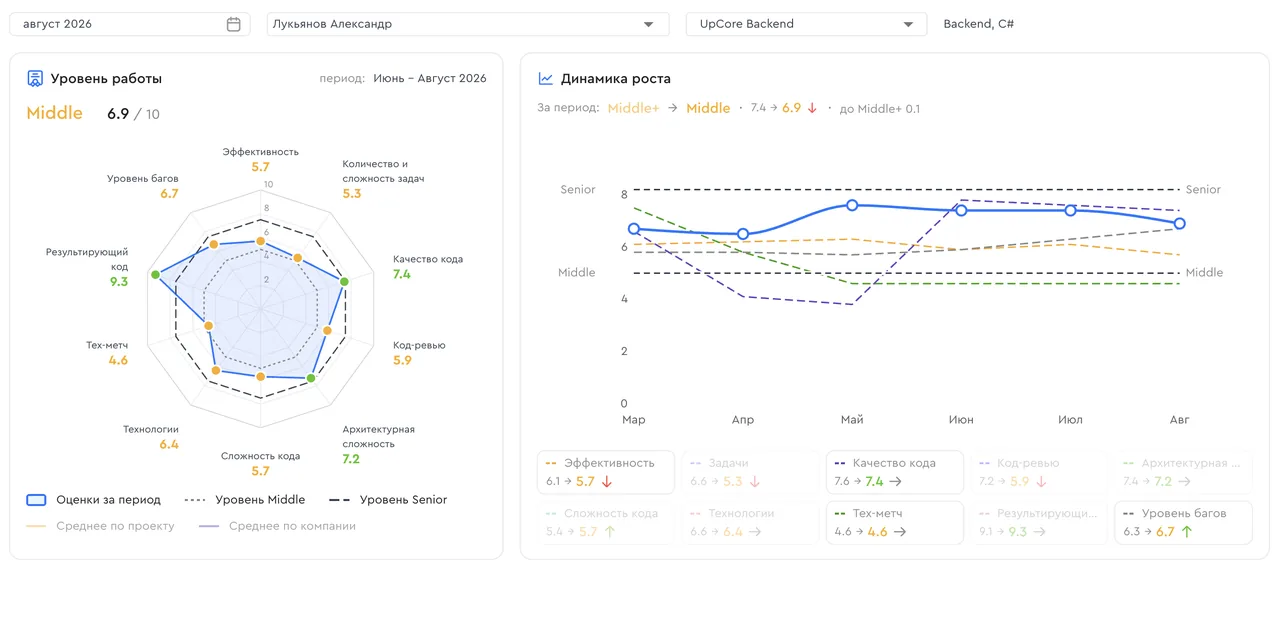 август 2026
Лукьянов Александр
UpCore Backend
Backend, C#
Уровень работы
период: Июнь – Август 2026
Middle 6.9 / 10
Эффективность
5.7
Количество и
сложность задач
5.3
Качество кода
7.4
Код-ревью
5.9
Архитектурная
сложность
7.2
Сложность кода
5.7
Технологии
6.4
Тех-метч
4.6
Результирующий
код
9.3
Уровень багов
6.7
10
8
6
4
2
Оценки за период
Уровень Middle
Уровень Senior
Среднее по проекту
Среднее по компании
Динамика роста
За период: Middle+ → Middle · 7.4 → 6.9 ↓ · до Middle+ 0.1
Senior
Senior
Middle
Middle
8
6
4
2
0
Мар
Апр
Май
Июн
Июл
Авг
Эффективность
6.1 → 5.7 ↓
Задачи
6.6 → 5.3 ↓
Качество кода
7.6 → 7.4 →
Код-ревью
7.2 → 5.9 ↓
Архитектурная ...
7.4 → 7.2 →
Сложность кода
5.4 → 5.7 ↑
Технологии
6.6 → 6.4 →
Тех-метч
4.6 → 4.6 →
Результирующи...
9.1 → 9.3 →
Уровень багов
6.3 → 6.7 ↑